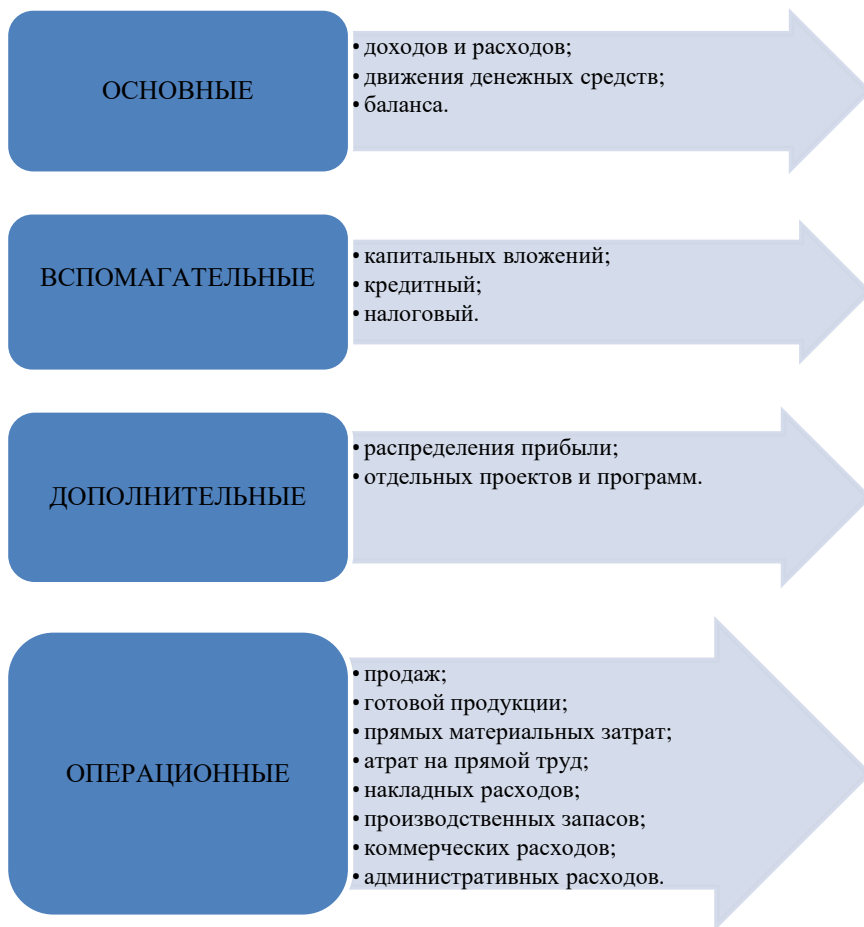 ОСНОВНЫЕ
• доходов и расходов;
• движения денежных средств;
• баланса.
ВСПОМАГАТЕЛЬНЫЕ
• капитальных вложений;
• кредитный;
• налоговый.
ДОПОЛНИТЕЛЬНЫЕ
• распределения прибыли;
• отдельных проектов и программ.
ОПЕРАЦИОННЫЕ
• продаж;
• готовой продукции;
• прямых материальных затрат;
• атрат на прямой труд;
• накладных расходов;
• производственных запасов;
• коммерческих расходов;
• административных расходов.